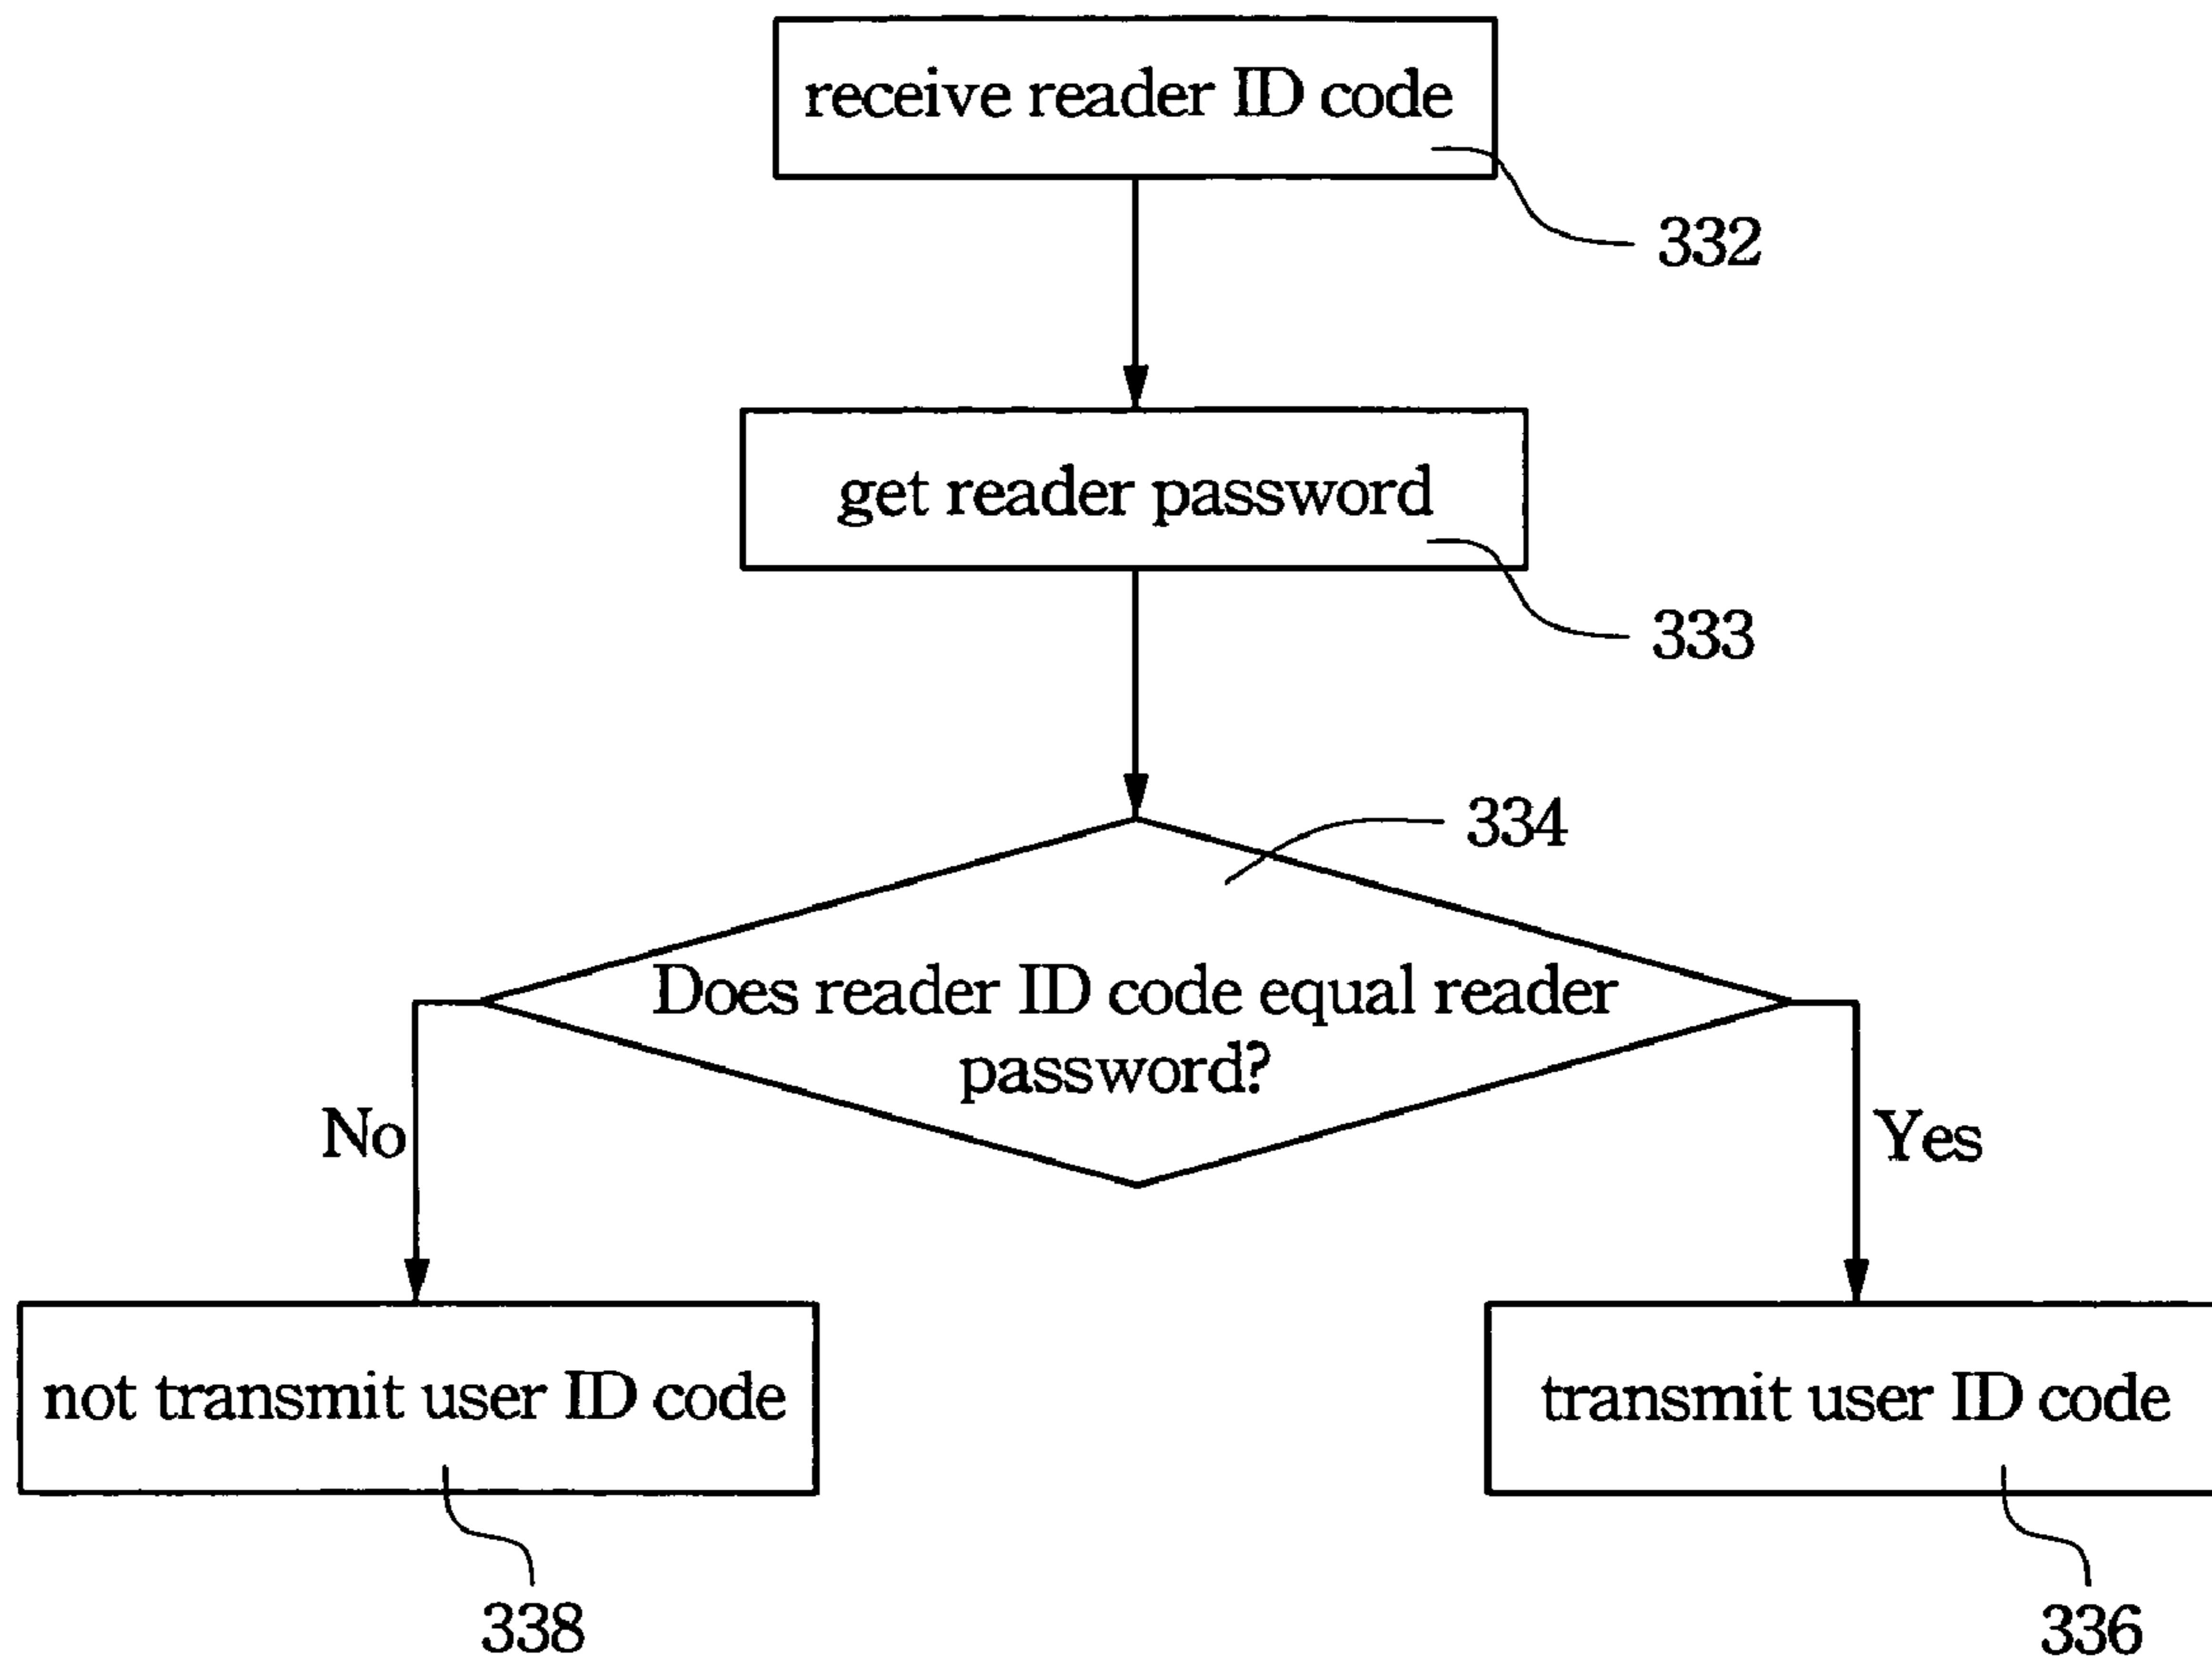 receive reader ID code
332
get reader password
333
334
Does reader ID code equal reader
password?
No
Yes
not transmit user ID code
transmit user ID code
338
336